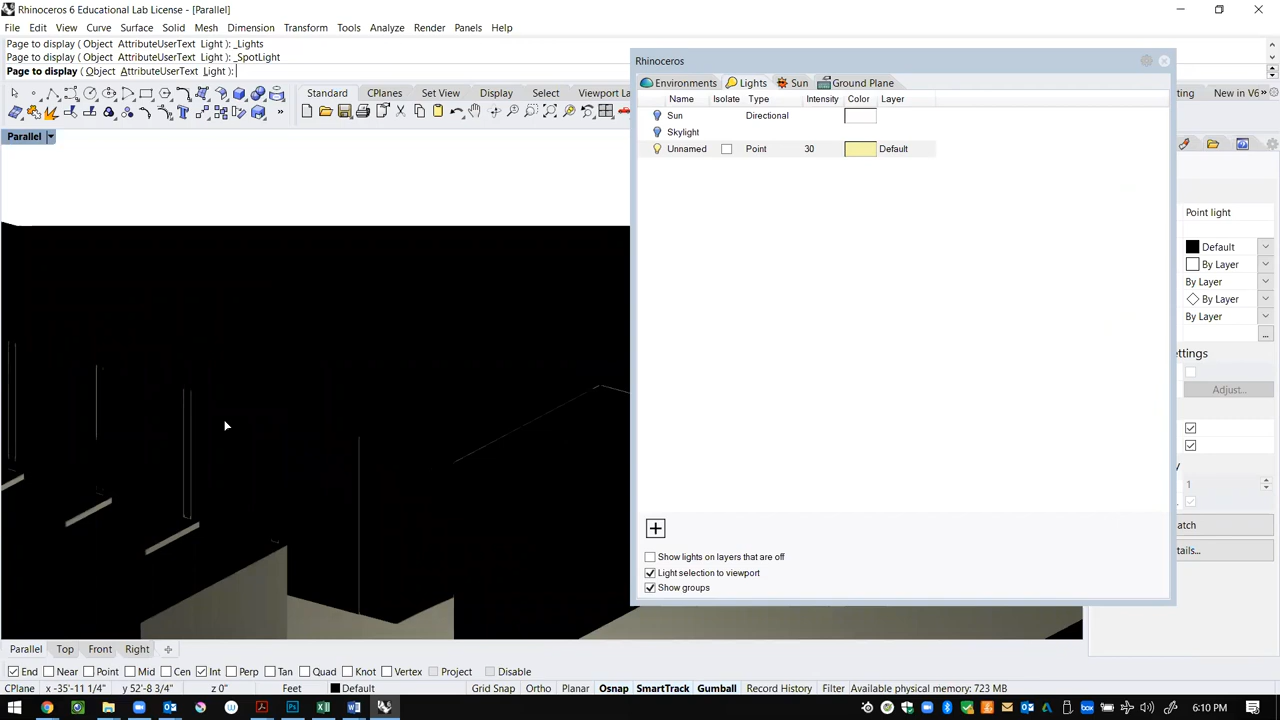 Rhinoceros 6 Educational Lab License - [Parallel]
File Edit View Curve Surface Solid Mesh Dimension Transform Tools Analyze Render Panels Help
Page to display ( Object AttributeUserText Light ): _Lights
Page to display ( Object AttributeUserText Light ): _SpotLight
Page to display ( Object AttributeUserText Light ):
Standard CPlanes Set View Display Select Viewport La
ting New in V6 »
Parallel
Rhinoceros
Environments Lights Sun Ground Plane
Name Isolate Type Intensity Color Layer
Sun Directional
Skylight
Unnamed Point 30 Default
Point light
Default
By Layer
By Layer
By Layer
By Layer
...
ettings
Adjust...
1
atch
tails...
Show lights on layers that are off
Light selection to viewport
Show groups
Parallel Top Front Right
End Near Point Mid Cen Int Perp Tan Quad Knot Vertex Project Disable
CPlane x -35'-11 1/4" y 52'-8 3/4" z 0" Feet Default Grid Snap Ortho Planar Osnap SmartTrack Gumball Record History Filter Available physical memory: 723 MB
6:10 PM